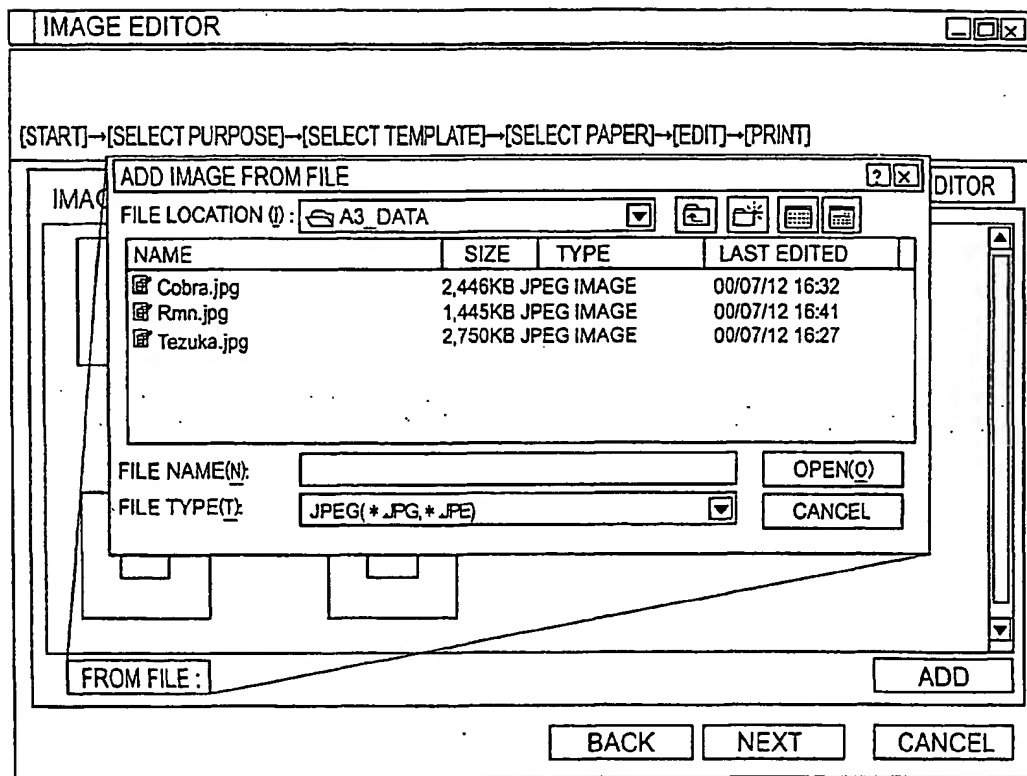 IMAGE EDITOR
[START]→[SELECT PURPOSE]→[SELECT TEMPLATE]→[SELECT PAPER]→[EDIT]→[PRINT]
ADD IMAGE FROM FILE
IMAG
DITOR
FILE LOCATION (I) : A3_DATA
NAME SIZE TYPE LAST EDITED
Cobra.jpg 2,446KB JPEG IMAGE 00/07/12 16:32
Rmn.jpg 1,445KB JPEG IMAGE 00/07/12 16:41
Tezuka.jpg 2,750KB JPEG IMAGE 00/07/12 16:27
FILE NAME(N): OPEN(O)
FILE TYPE(T): JPEG(*.JPG,*.JPE) CANCEL
FROM FILE : ADD
BACK NEXT CANCEL